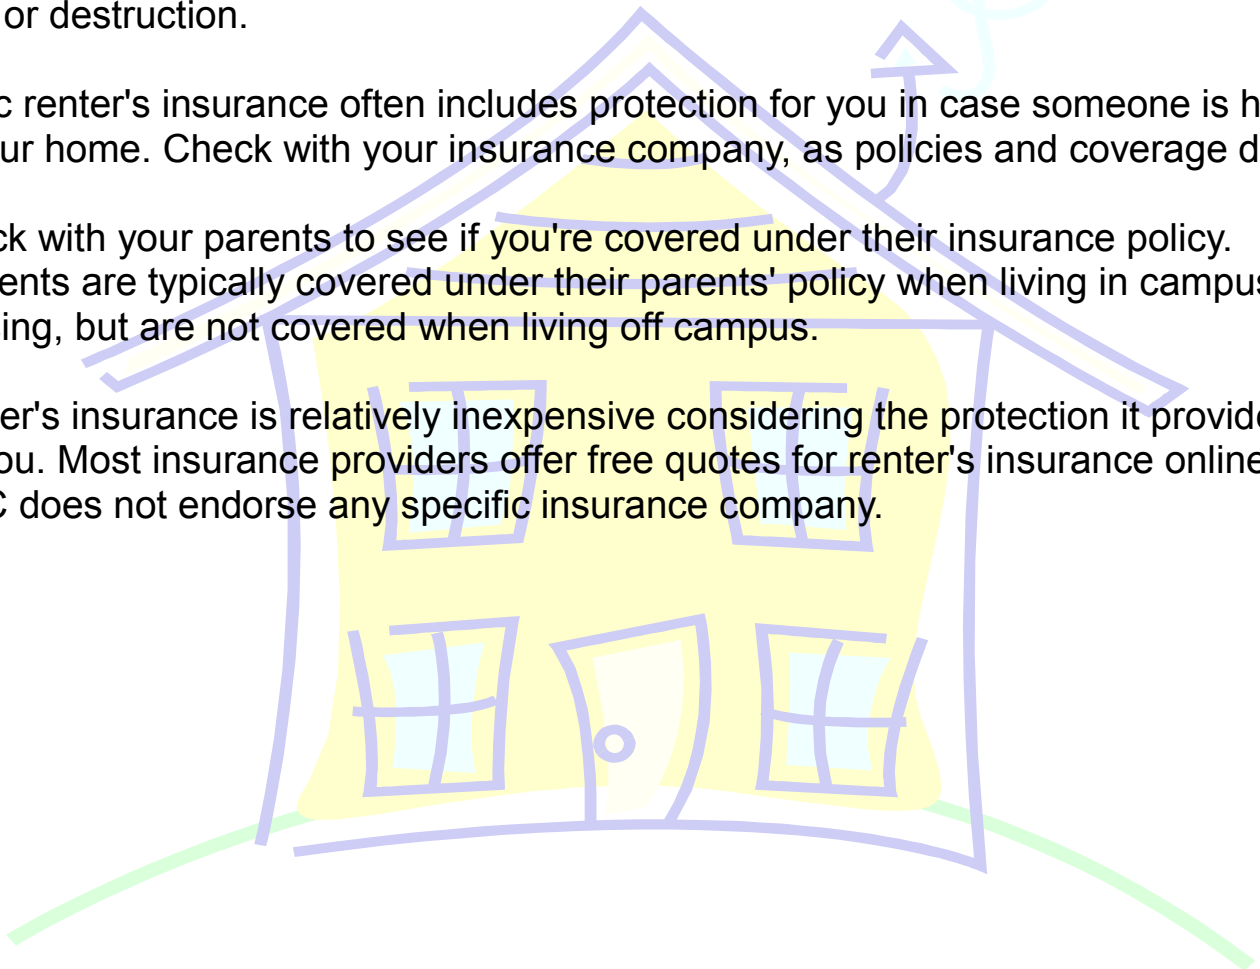 or destruction.
c renter's insurance often includes protection for you in case someone is h
ur home. Check with your insurance company, as policies and coverage d
ck with your parents to see if you're covered under their insurance policy.
ents are typically covered under their parents' policy when living in campus
ing, but are not covered when living off campus.
ter's insurance is relatively inexpensive considering the protection it provide
ou. Most insurance providers offer free quotes for renter's insurance online
C does not endorse any specific insurance company.